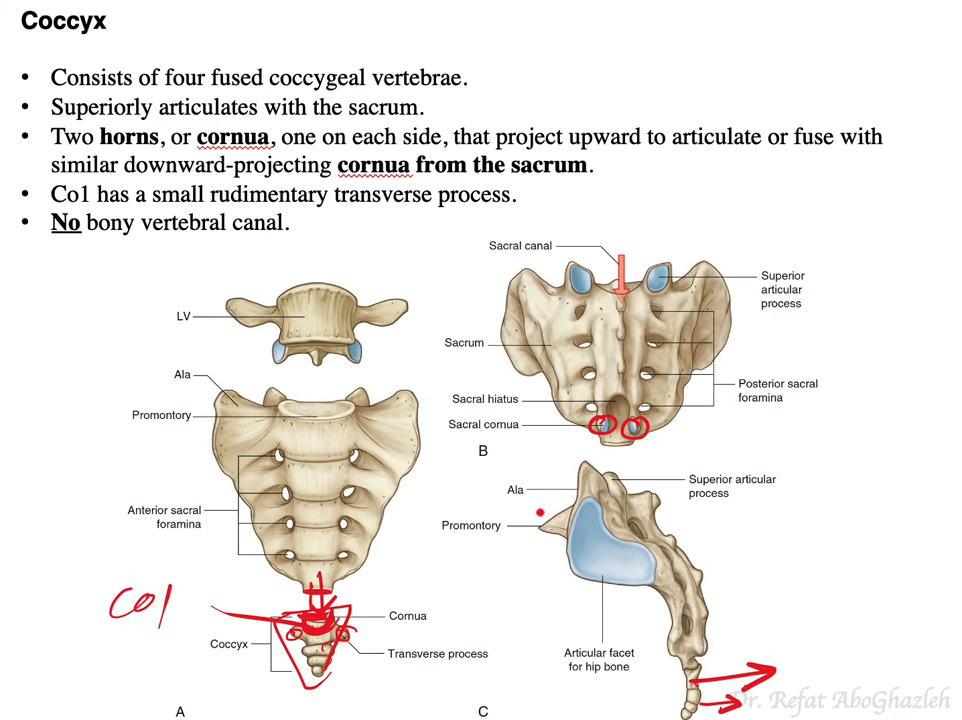 Coccyx
• Consists of four fused coccygeal vertebrae.
• Superiorly articulates with the sacrum.
• Two horns, or cornua, one on each side, that project upward to articulate or fuse with
similar downward-projecting cornua from the sacrum.
• Co1 has a small rudimentary transverse process.
• No bony vertebral canal.
LV
Ala
Promontory
Anterior sacral
foramina
Co1
Cornua
Coccyx
Transverse process
A
Sacral canal
Superior
articular
process
Sacrum
Posterior sacral
foramina
Sacral hiatus
Sacral cornua
B
Ala
Superior articular
process
Promontory
Articular facet
for hip bone
C
Dr. Refat AboGhazleh